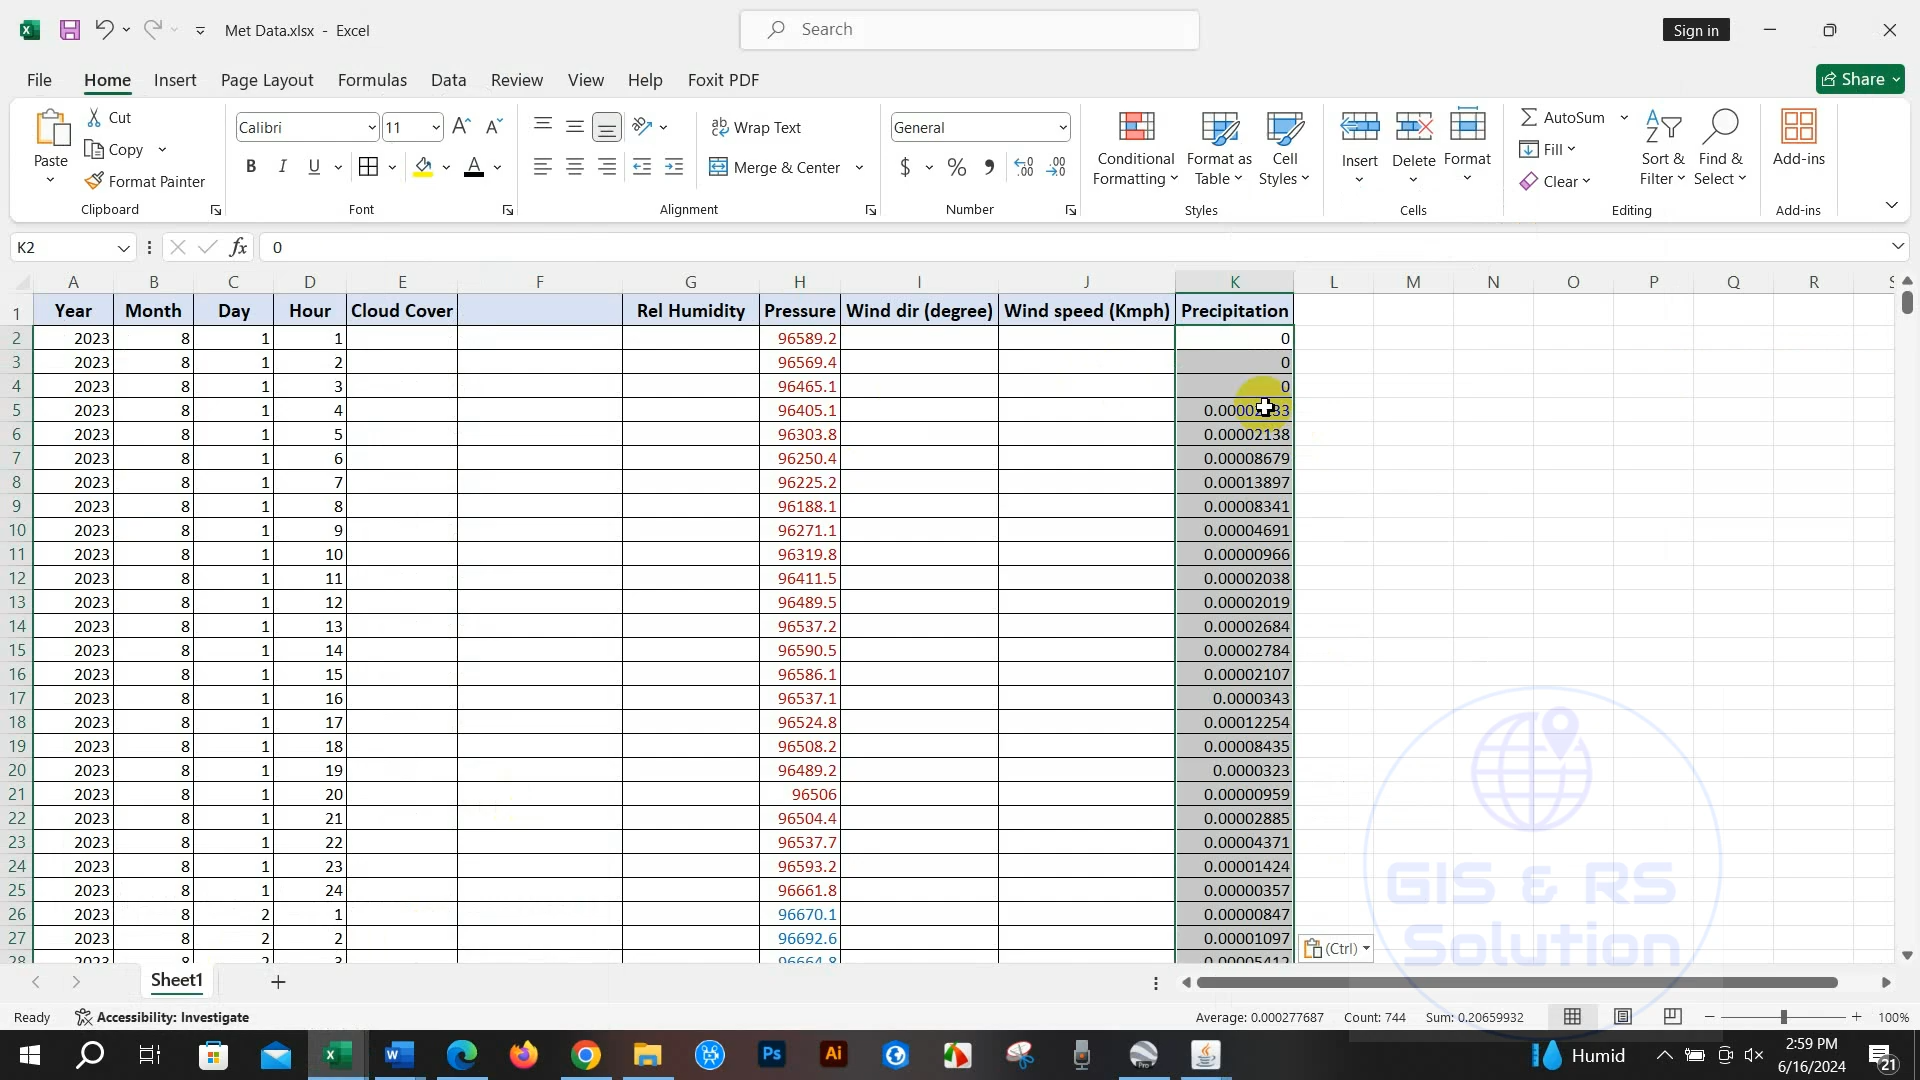 Met Data.xlsx - Excel
Search
Sign in
File Home Insert Page Layout Formulas Data Review View Help Foxit PDF
Share
Paste
Cut
Copy
Format Painter
Clipboard
Calibri 11
B I U
Font
Wrap Text
Merge & Center
Alignment
General
$ %
Number
Conditional Formatting
Format as Table
Cell Styles
Styles
Insert Delete Format
Cells
AutoSum
Fill
Clear
Sort & Filter
Find & Select
Editing
Add-ins
Add-ins
K2 fx 0
A B C D E F G H I J K L M N O P Q R S
1 Year Month Day Hour Cloud Cover Rel Humidity Pressure Wind dir (degree) Wind speed (Kmph) Precipitation
2 2023 8 1 1 96589.2 0
3 2023 8 1 2 96569.4 0
4 2023 8 1 3 96465.1 0
5 2023 8 1 4 96405.1
6 2023 8 1 5 96303.8 0.00002138
7 2023 8 1 6 96250.4 0.00008679
8 2023 8 1 7 96225.2 0.00013897
9 2023 8 1 8 96188.1 0.00008341
10 2023 8 1 9 96271.1 0.00004691
11 2023 8 1 10 96319.8 0.00000966
12 2023 8 1 11 96411.5 0.00002038
13 2023 8 1 12 96489.5 0.00002019
14 2023 8 1 13 96537.2 0.00002684
15 2023 8 1 14 96590.5 0.00002784
16 2023 8 1 15 96586.1 0.00002107
17 2023 8 1 16 96537.1 0.0000343
18 2023 8 1 17 96524.8 0.00012254
19 2023 8 1 18 96508.2 0.00008435
20 2023 8 1 19 96489.2 0.0000323
21 2023 8 1 20 96506 0.00000959
22 2023 8 1 21 96504.4 0.00002885
23 2023 8 1 22 96537.7 0.00004371
24 2023 8 1 23 96593.2 0.00001424
25 2023 8 1 24 96661.8 0.00000357
26 2023 8 2 1 96670.1 0.00000847
27 2023 8 2 2 96692.6 0.00001097
28 2023 8 2 3 96664.8 0.00005412
(Ctrl)
GIS & RS
Solution
Sheet1
Ready Accessibility: Investigate Average: 0.000277687 Count: 744 Sum: 0.20659932 100%
Humid
2:59 PM
6/16/2024
21